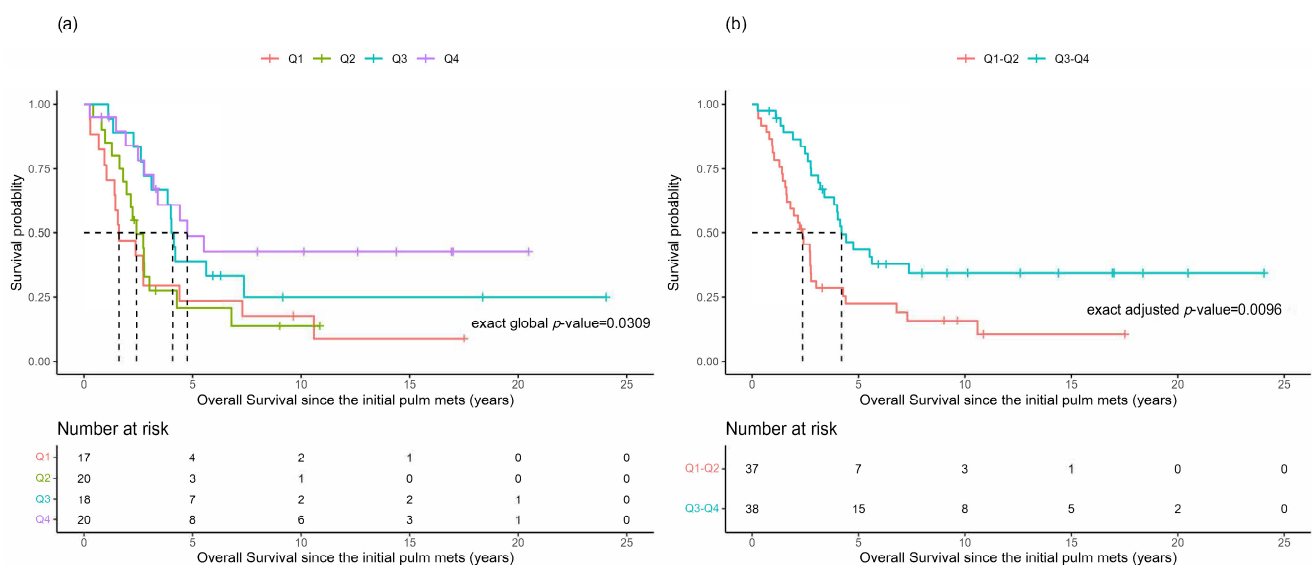 (a)
Q1 Q2 Q3 Q4
1.00
0.75
0.50
0.25
0.00
Survival probablity
exact global p-value=0.0309
0 5 10 15 20 25
Overall Survival since the initial pulm mets (years)
Number at risk
Q1 17 4 2 1 0 0
Q2 20 3 1 0 0 0
Q3 18 7 2 2 1 0
Q4 20 8 6 3 1 0
0 5 10 15 20 25
Overall Survival since the initial pulm mets (years)
(b)
Q1-Q2 Q3-Q4
1.00
0.75
0.50
0.25
0.00
Survival probablity
exact adjusted p-value=0.0096
0 5 10 15 20 25
Overall Survival since the initial pulm mets (years)
Number at risk
Q1-Q2 37 7 3 1 0 0
Q3-Q4 38 15 8 5 2 0
0 5 10 15 20 25
Overall Survival since the initial pulm mets (years)